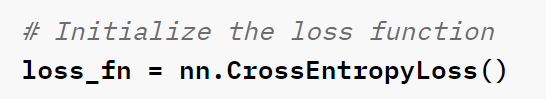 # Initialize the loss function
loss_fn = nn.CrossEntropyLoss()